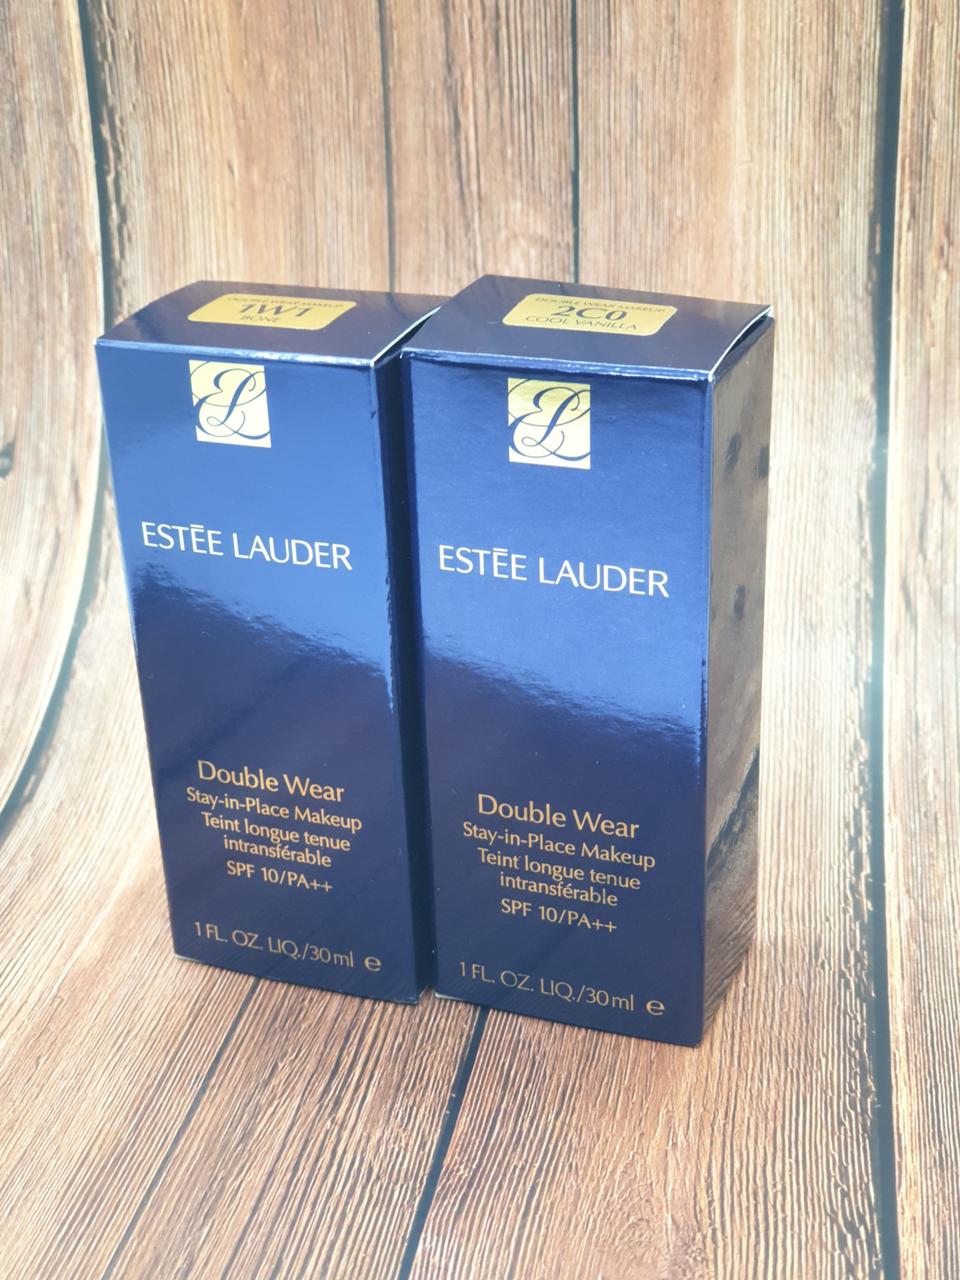 DOUBLE WEAR MAKEUP
1W1
BONE
ESTĒE LAUDER
Double Wear
Stay-in-Place Makeup
Teint longue tenue
intransférable
SPF 10/PA++
1 FL. OZ. LIQ./30 ml e
DOUBLE WEAR MAKEUP
2C0
COOL VANILLA
ESTĒE LAUDER
Double Wear
Stay-in-Place Makeup
Teint longue tenue
intransférable
SPF 10/PA++
1 FL. OZ. LIQ./30 ml e